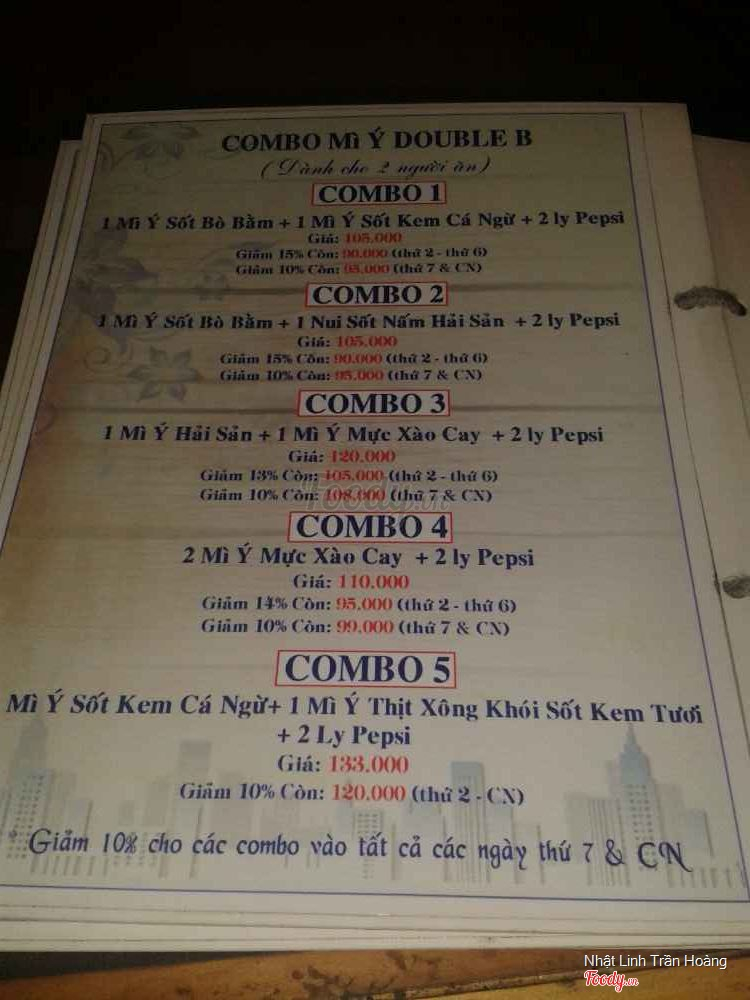 COMBO Mì Ý DOUBLE B
(Dành cho 2 người ăn)
COMBO 1
1 Mì Ý Sốt Bò Bằm + 1 Mì Ý Sốt Kem Cá Ngừ + 2 ly Pepsi
Giá: 105.000
Giảm 15% Còn: 90.000 (thứ 2 - thứ 6)
Giảm 10% Còn: 95.000 (thứ 7 & CN)
COMBO 2
1 Mì Ý Sốt Bò Bằm + 1 Nui Sốt Nấm Hải Sản + 2 ly Pepsi
Giá: 105.000
Giảm 15% Còn: 90.000 (thứ 2 - thứ 6)
Giảm 10% Còn: 95.000 (thứ 7 & CN)
COMBO 3
1 Mì Ý Hải Sản + 1 Mì Ý Mực Xào Cay + 2 ly Pepsi
Giá: 120.000
Giảm 13% Còn: 105.000 (thứ 2 - thứ 6)
Giảm 10% Còn: 108.000 (thứ 7 & CN)
Foody.vn
COMBO 4
2 Mì Ý Mực Xào Cay + 2 ly Pepsi
Giá: 110.000
Giảm 14% Còn: 95.000 (thứ 2 - thứ 6)
Giảm 10% Còn: 99.000 (thứ 7 & CN)
COMBO 5
Mì Ý Sốt Kem Cá Ngừ+ 1 Mì Ý Thịt Xông Khói Sốt Kem Tươi
+ 2 Ly Pepsi
Giá: 133.000
Giảm 10% Còn: 120.000 (thứ 2 - CN)
* Giảm 10% cho các combo vào tất cả các ngày thứ 7 & CN
Nhật Linh Trần Hoàng
Foody.vn